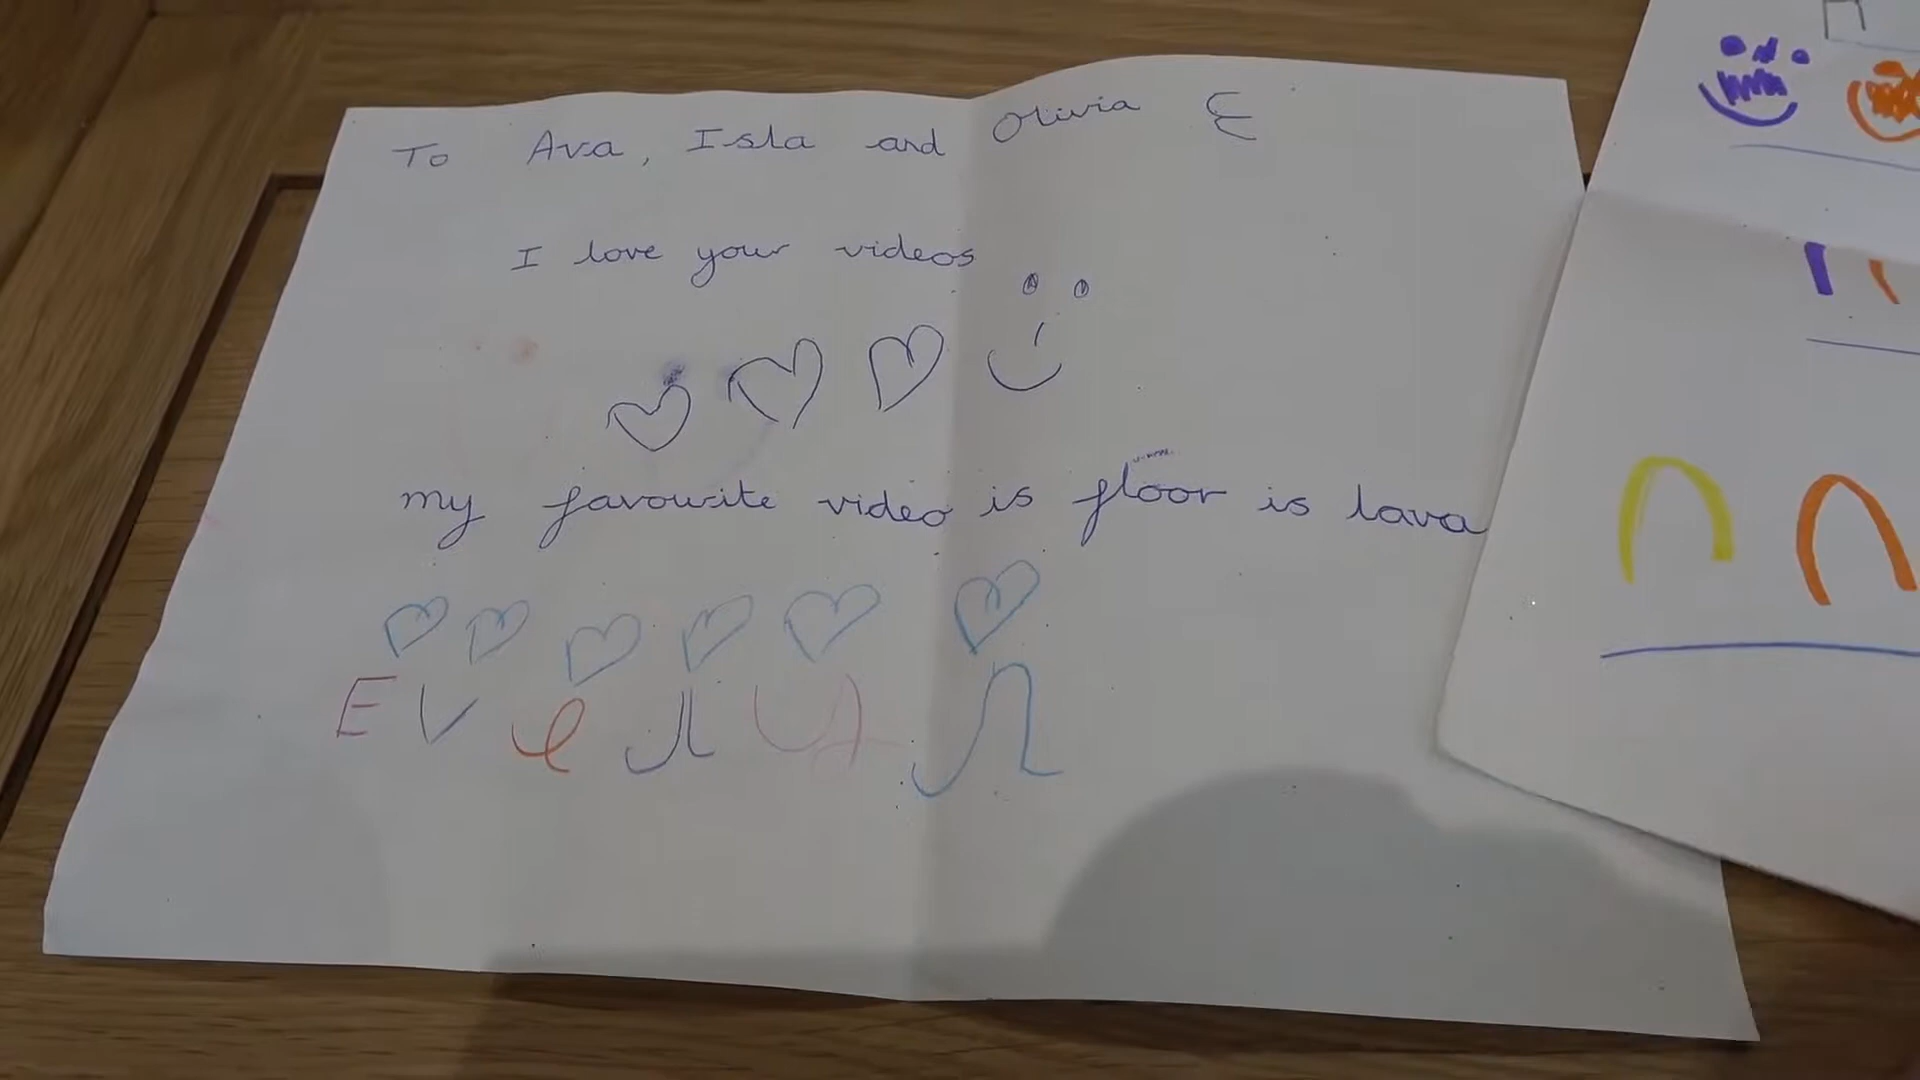 To Ava, Isla and Olivia E
I love your videos
my favourite video is floor is lava